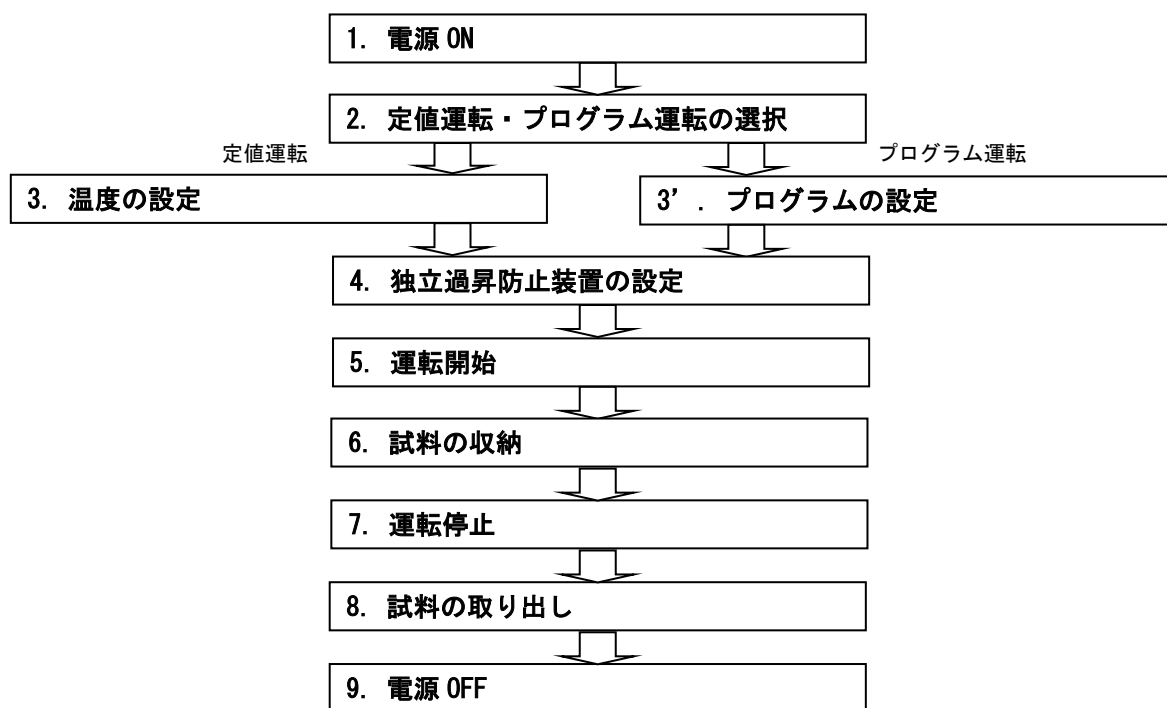 1. 電源 ON
2. 定値運転・プログラム運転の選択
定値運転
プログラム運転
3. 温度の設定
3’. プログラムの設定
4. 独立過昇防止装置の設定
5. 運転開始
6. 試料の収納
7. 運転停止
8. 試料の取り出し
9. 電源 OFF